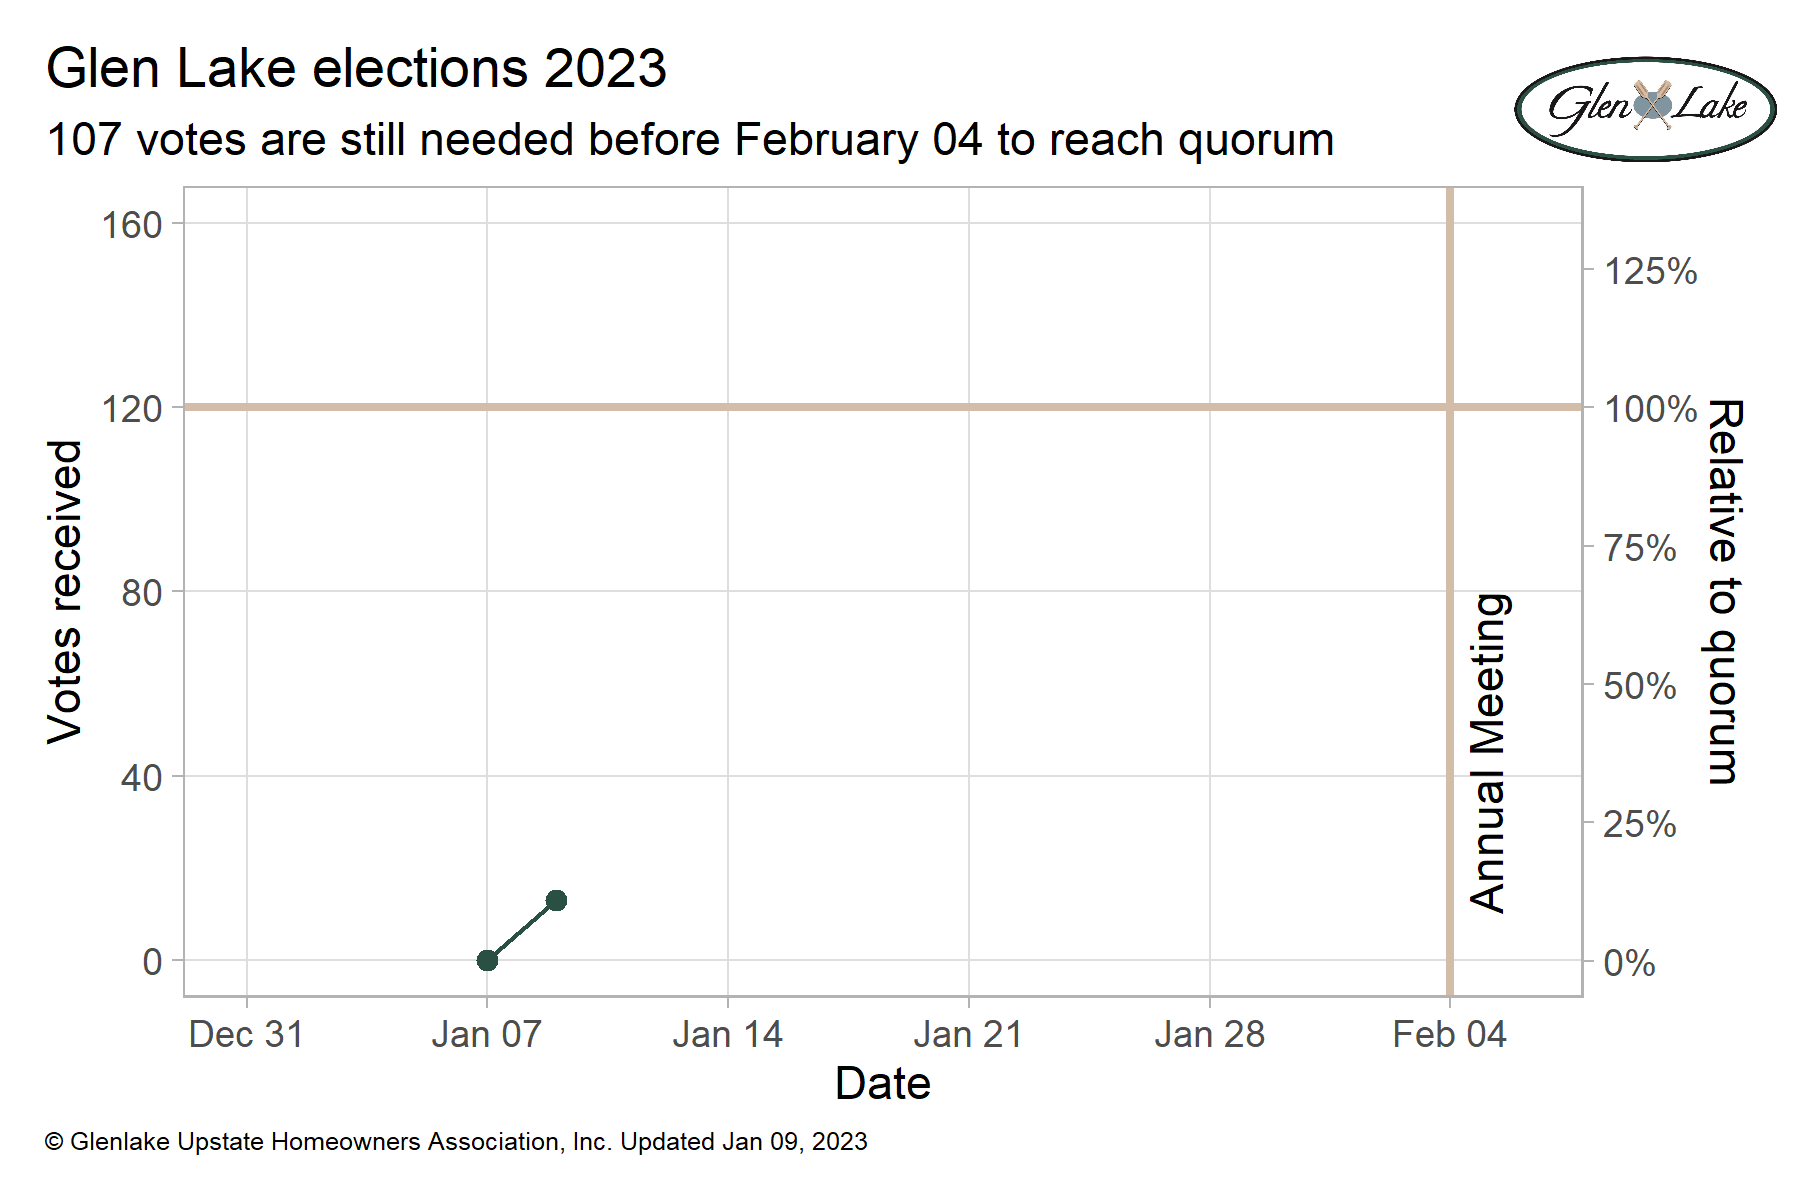 Glen Lake elections 2023
107 votes are still needed before February 04 to reach quorum
Glen Lake
Votes received
160
120
80
40
0
125%
100%
75%
50%
25%
0%
Relative to quorum
Annual Meeting
Dec 31
Jan 07
Jan 14
Jan 21
Jan 28
Feb 04
Date
© Glenlake Upstate Homeowners Association, Inc. Updated Jan 09, 2023